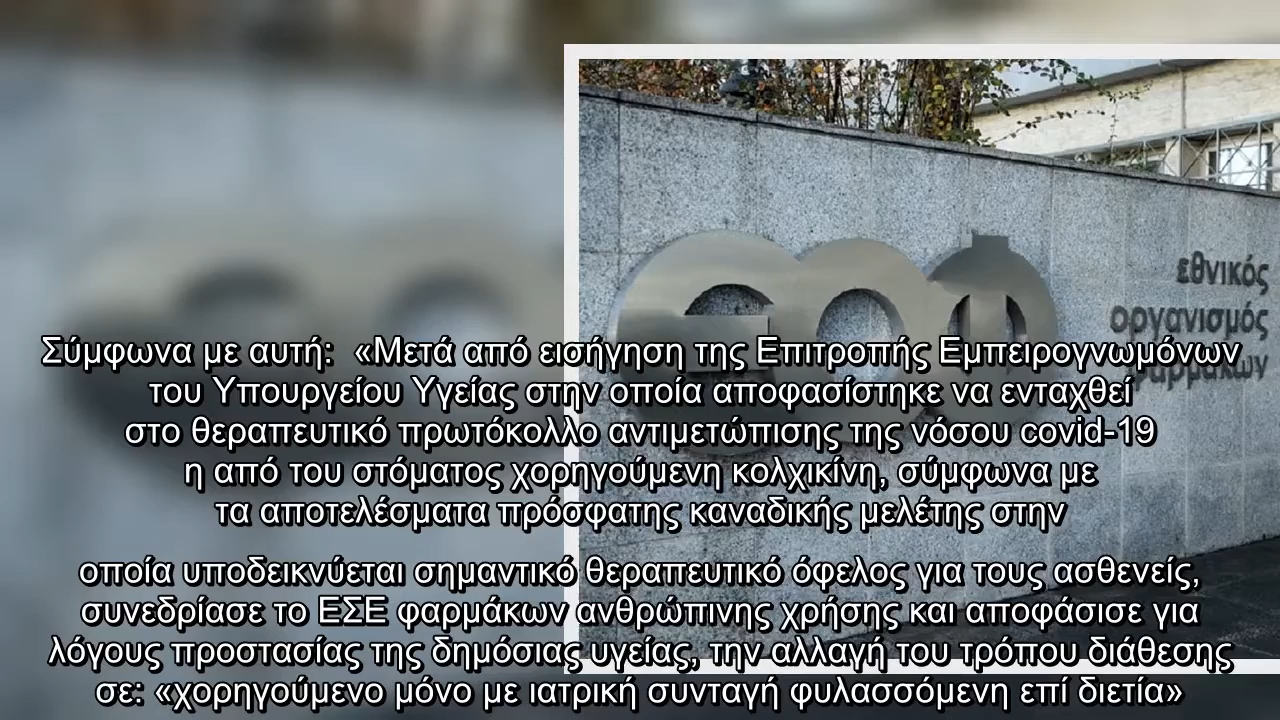 εοφ
εθνικός
οργανισμός
φαρμάκων
Σύμφωνα με αυτή:  «Μετά από εισήγηση της Επιτροπής Εμπειρογνωμόνων
του Υπουργείου Υγείας στην οποία αποφασίστηκε να ενταχθεί
στο θεραπευτικό πρωτόκολλο αντιμετώπισης της νόσου covid-19
η από του στόματος χορηγούμενη κολχικίνη, σύμφωνα με
τα αποτελέσματα πρόσφατης καναδικής μελέτης στην
οποία υποδεικνύεται σημαντικό θεραπευτικό όφελος για τους ασθενείς,
συνεδρίασε το ΕΣΕ φαρμάκων ανθρώπινης χρήσης και αποφάσισε για
λόγους προστασίας της δημόσιας υγείας, την αλλαγή του τρόπου διάθεσης
σε: «χορηγούμενο μόνο με ιατρική συνταγή φυλασσόμενη επί διετία»